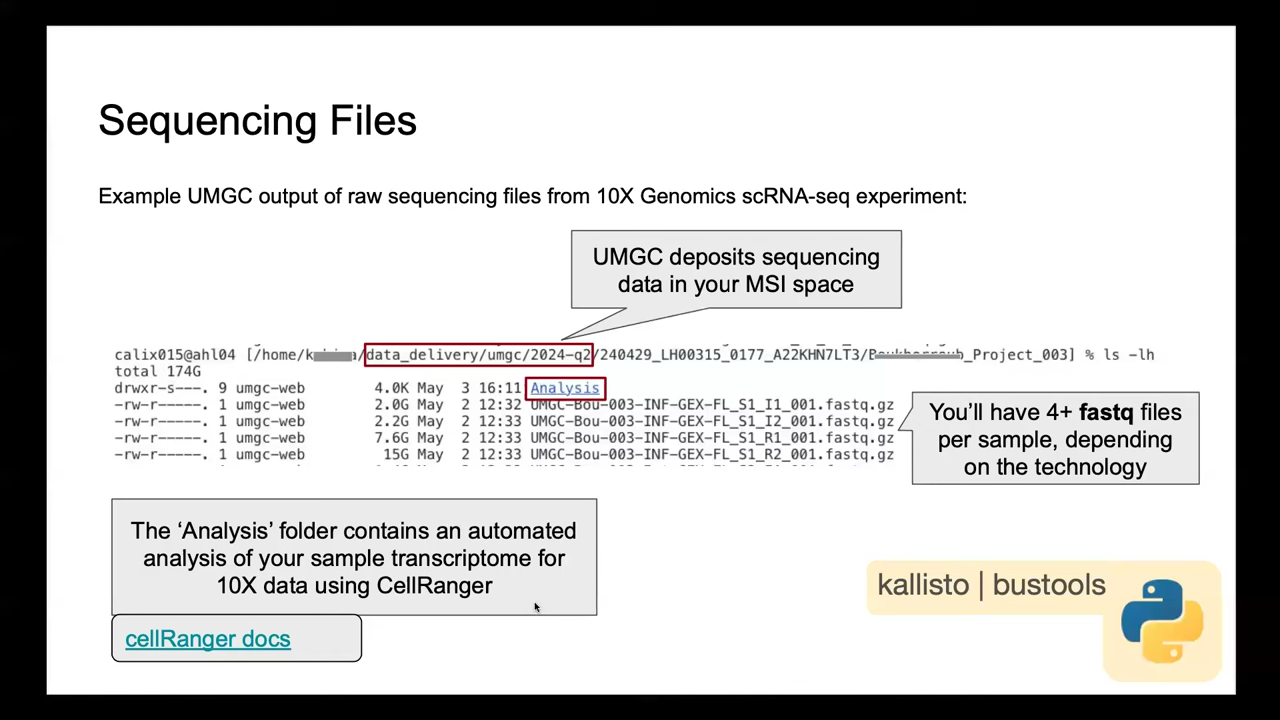 Sequencing Files
Example UMGC output of raw sequencing files from 10X Genomics scRNA-seq experiment:
UMGC deposits sequencing
data in your MSI space
calix015@ahl04 [/home/k a/data_delivery/umgc/2024-q2/240429_LH00315_0177_A22KHN7LT3/ _Project_003] % ls -lh
total 174G
drwxr-s---. 9 umgc-web 4.0K May 3 16:11 Analysis
-rw-r-----. 1 umgc-web 2.0G May 2 12:32 UMGC-Bou-003-INF-GEX-FL_S1_I1_001.fastq.gz
-rw-r-----. 1 umgc-web 2.2G May 2 12:33 UMGC-Bou-003-INF-GEX-FL_S1_I2_001.fastq.gz
-rw-r-----. 1 umgc-web 7.6G May 2 12:33 UMGC-Bou-003-INF-GEX-FL_S1_R1_001.fastq.gz
-rw-r-----. 1 umgc-web 15G May 2 12:33 UMGC-Bou-003-INF-GEX-FL_S1_R2_001.fastq.gz
You'll have 4+ fastq files
per sample, depending
on the technology
The ‘Analysis’ folder contains an automated
analysis of your sample transcriptome for
10X data using CellRanger
cellRanger docs
kallisto | bustools